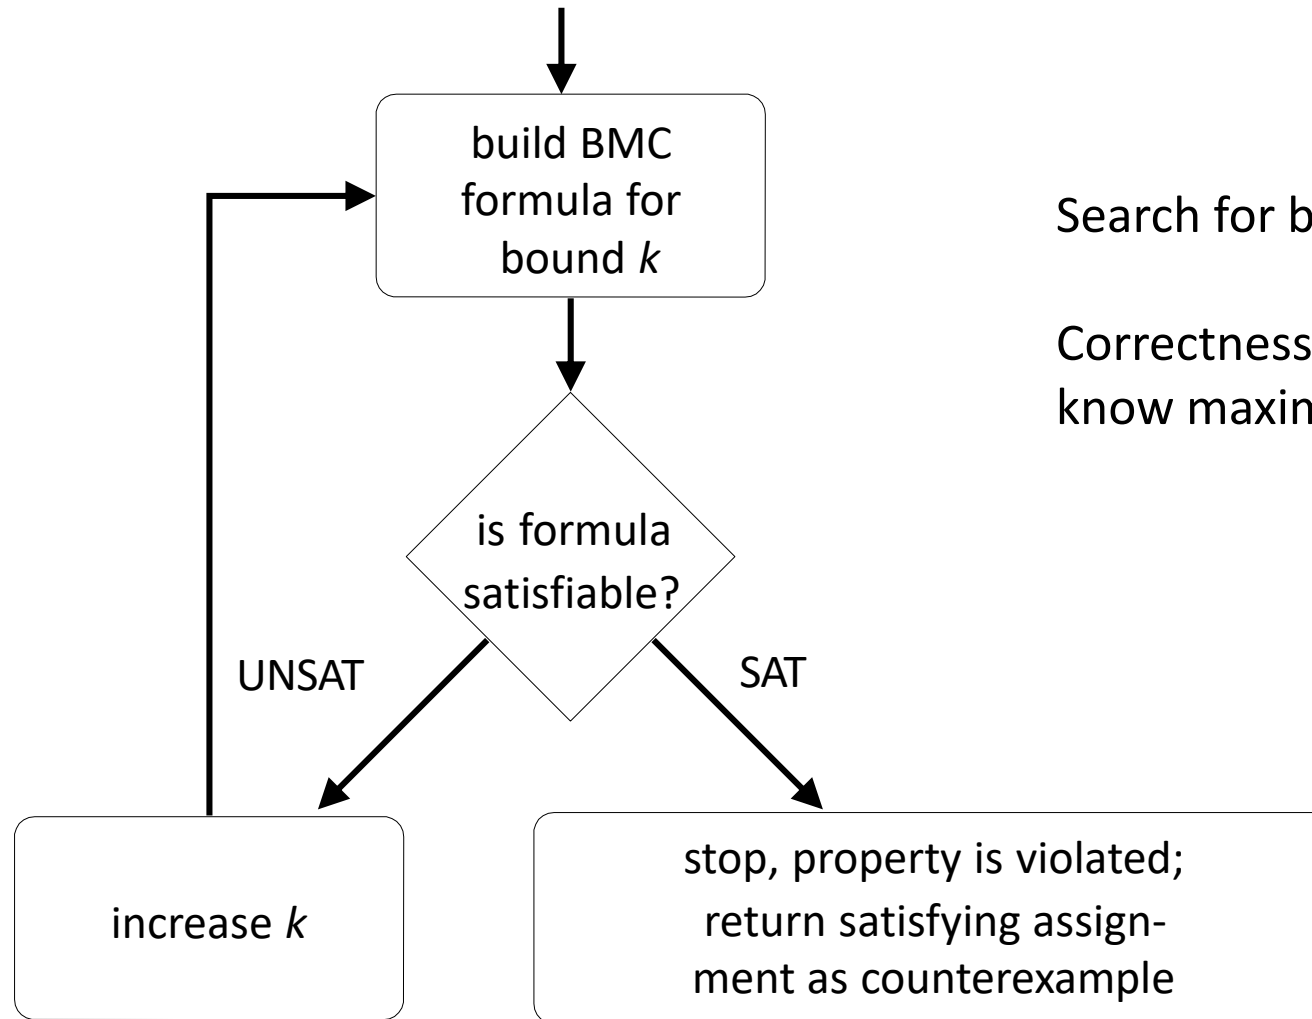 build BMC
formula for
bound k
Search for
Correctness
know
is formula
satisfiable?
UNSAT
SAT
increase k
stop, property is violated;
return satisfying assign-
ment as counterexample